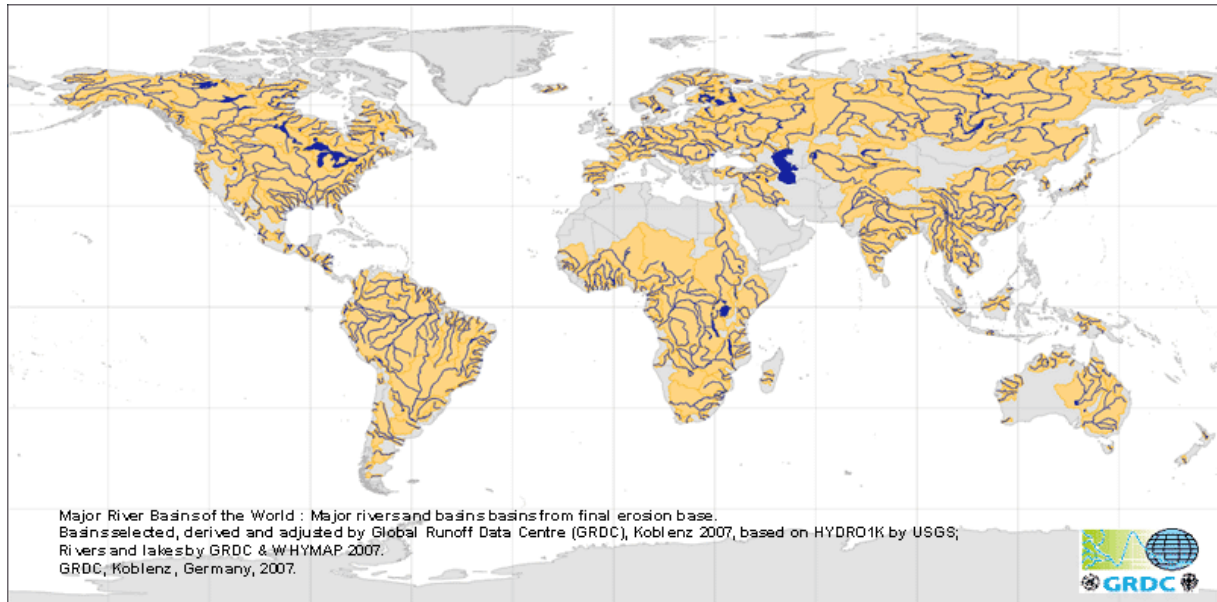 Major River Basins of the World : Major rivers and basins basins from final erosion base.
Basins selected, derived and adjusted by Global Runoff Data Centre (GRDC), Koblenz 2007, based on HYDRO1K by USGS;
Rivers and lakes by GRDC & WHYMAP 2007.
GRDC, Koblenz, Germany, 2007.
GRDC